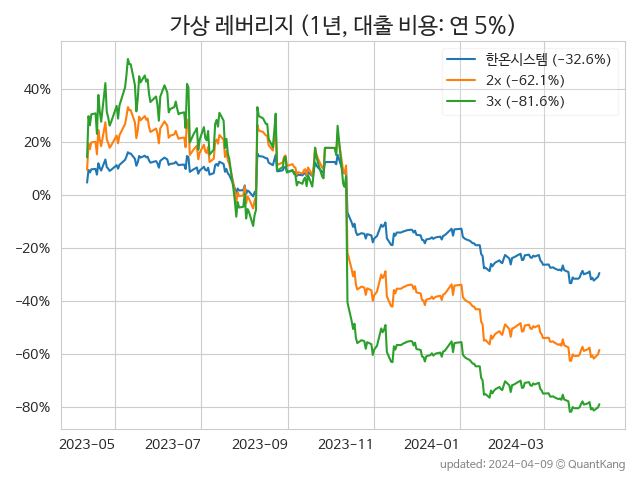 가상 레버리지 (1년, 대출 비용: 연 5%)
한온시스템 (−32.6%)
2x (−62.1%)
3x (−81.6%)
40%
20%
0%
−20%
−40%
−60%
−80%
2023-05 2023-07 2023-09 2023-11 2024-01 2024-03
updated: 2024-04-09 © QuantKang